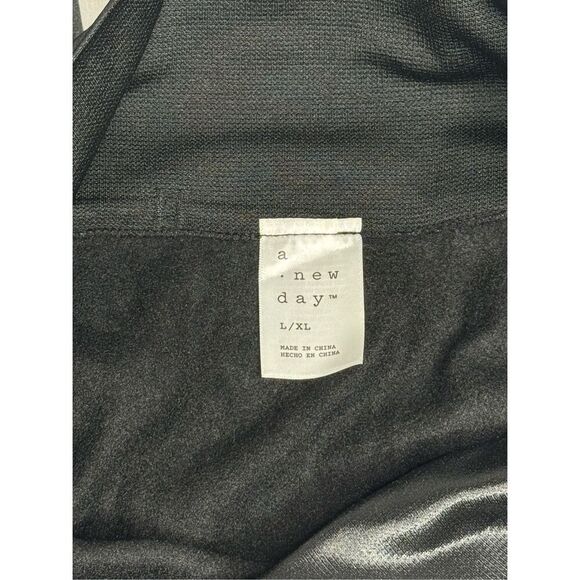 a
· new
day™
L/XL
MADE IN CHINA
HECHO EN CHINA